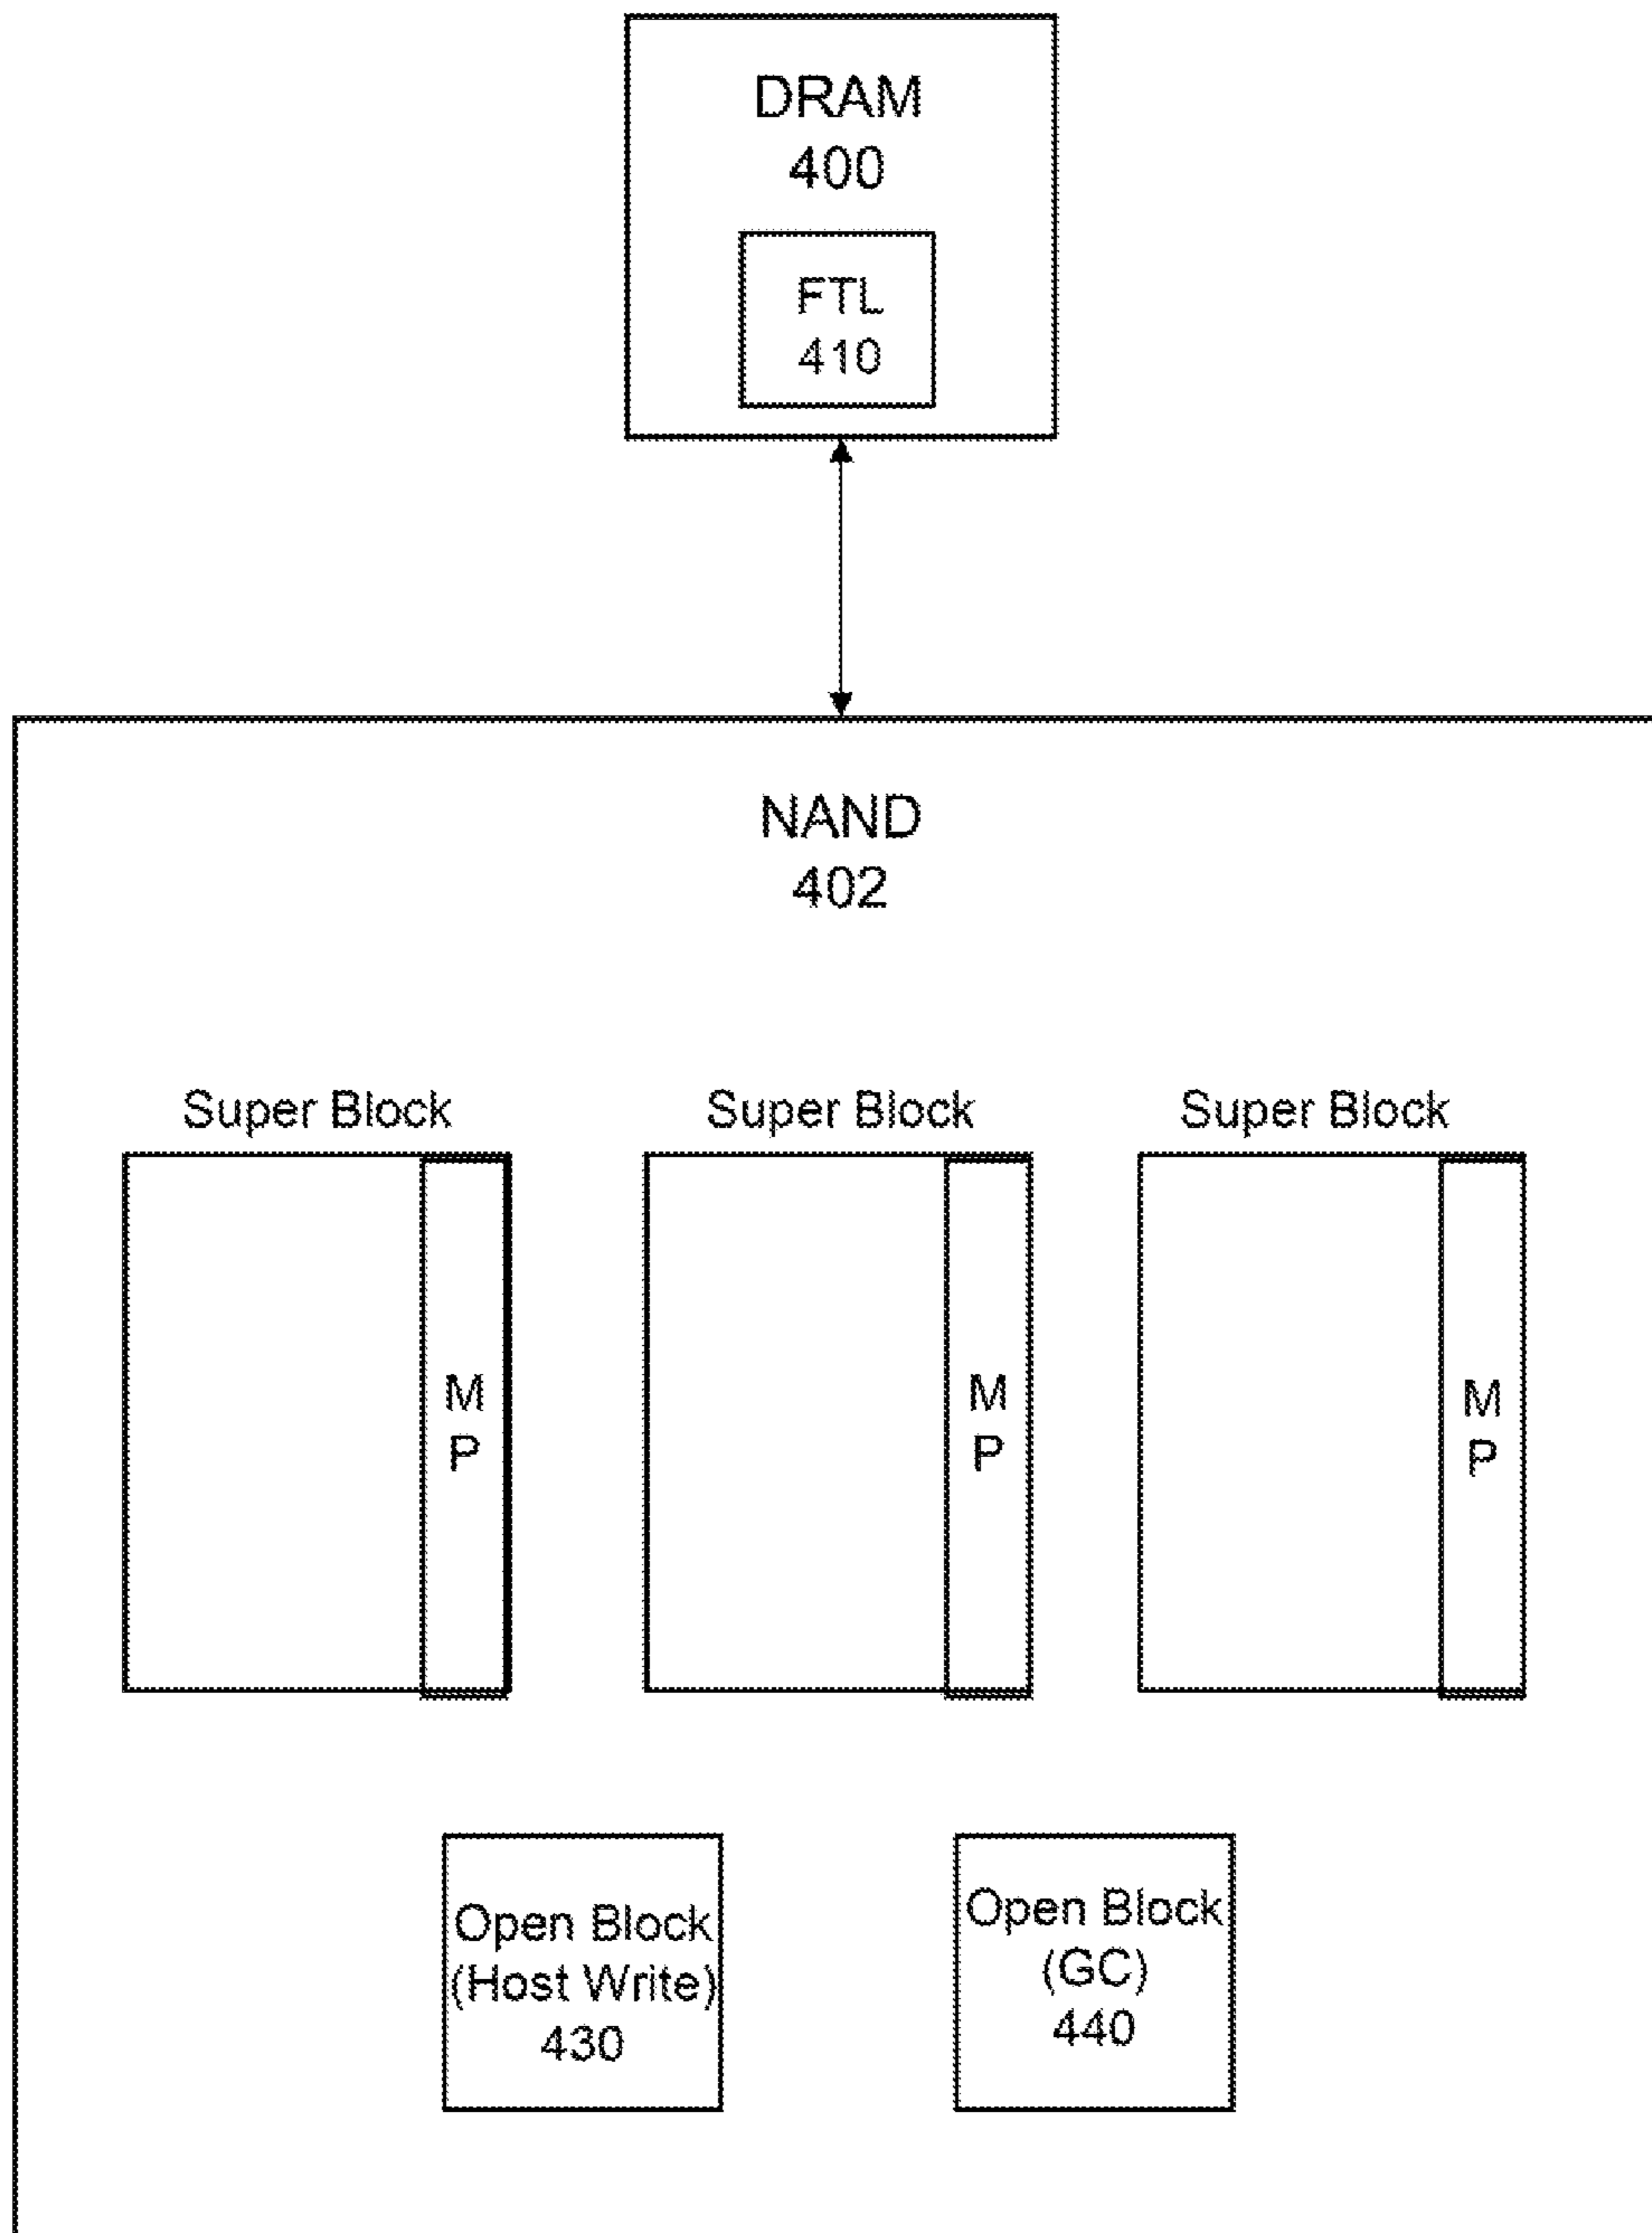 DRAM
400
FTL
410
NAND
402
Super Block
Super Block
Super Block
M
P
M
P
M
P
Open Block
(Host Write)
430
Open Block
(GC)
440